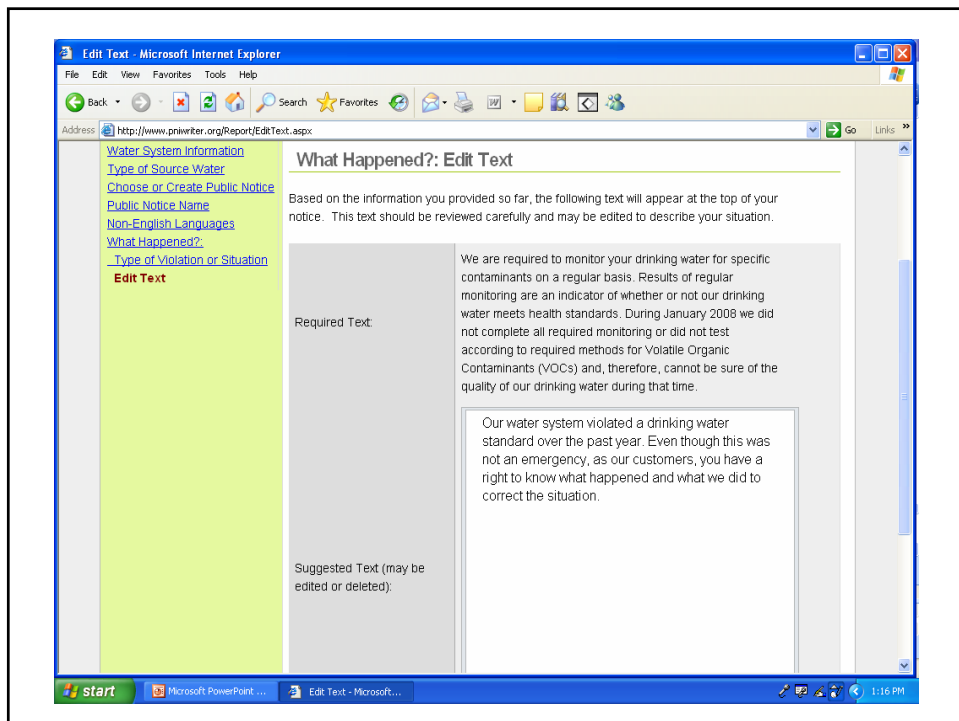 Edit Text - Microsoft Internet Explorer
File Edit View Favorites Tools Help
Back Search Favorites
Address http://www.pniwriter.org/Report/EditText.aspx Go Links »
Water System Information
Type of Source Water
Choose or Create Public Notice
Public Notice Name
Non-English Languages
What Happened?:
Type of Violation or Situation
Edit Text
What Happened?: Edit Text
Based on the information you provided so far, the following text will appear at the top of your
notice. This text should be reviewed carefully and may be edited to describe your situation.
Required Text:
We are required to monitor your drinking water for specific
contaminants on a regular basis. Results of regular
monitoring are an indicator of whether or not our drinking
water meets health standards. During January 2008 we did
not complete all required monitoring or did not test
according to required methods for Volatile Organic
Contaminants (VOCs) and, therefore, cannot be sure of the
quality of our drinking water during that time.
Suggested Text (may be
edited or deleted):
Our water system violated a drinking water
standard over the past year. Even though this was
not an emergency, as our customers, you have a
right to know what happened and what we did to
correct the situation.
start Microsoft PowerPoint ... Edit Text - Microsoft... 1:16 PM